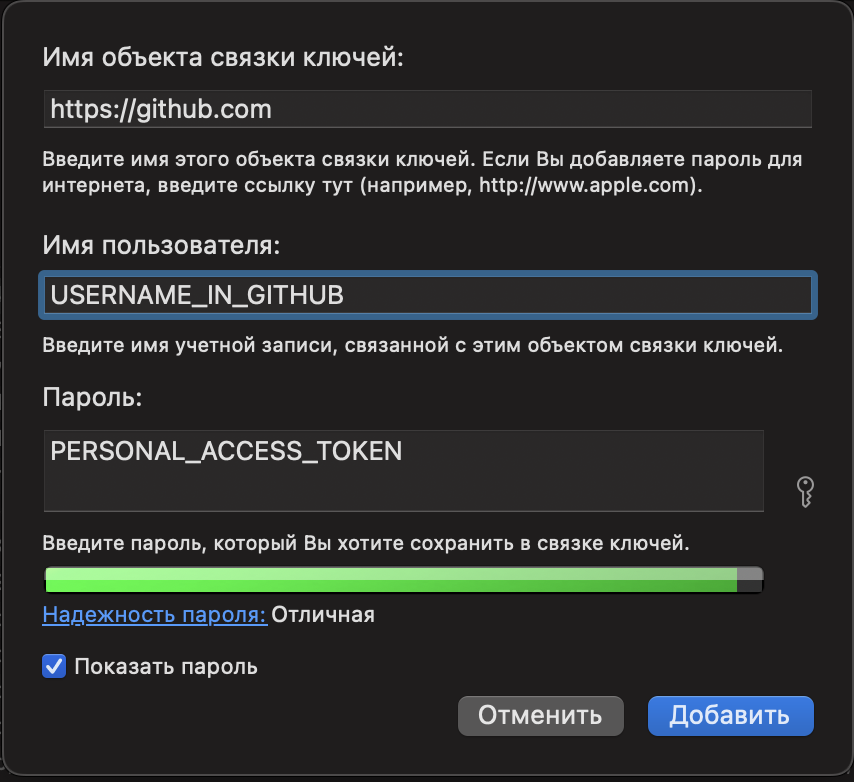 Имя объекта связки ключей:
https://github.com
Введите имя этого объекта связки ключей. Если Вы добавляете пароль для
интернета, введите ссылку тут (например, http://www.apple.com).
Имя пользователя:
USERNAME_IN_GITHUB
Введите имя учетной записи, связанной с этим объектом связки ключей.
Пароль:
PERSONAL_ACCESS_TOKEN
Введите пароль, который Вы хотите сохранить в связке ключей.
Надежность пароля: Отличная
Показать пароль
Отменить
Добавить